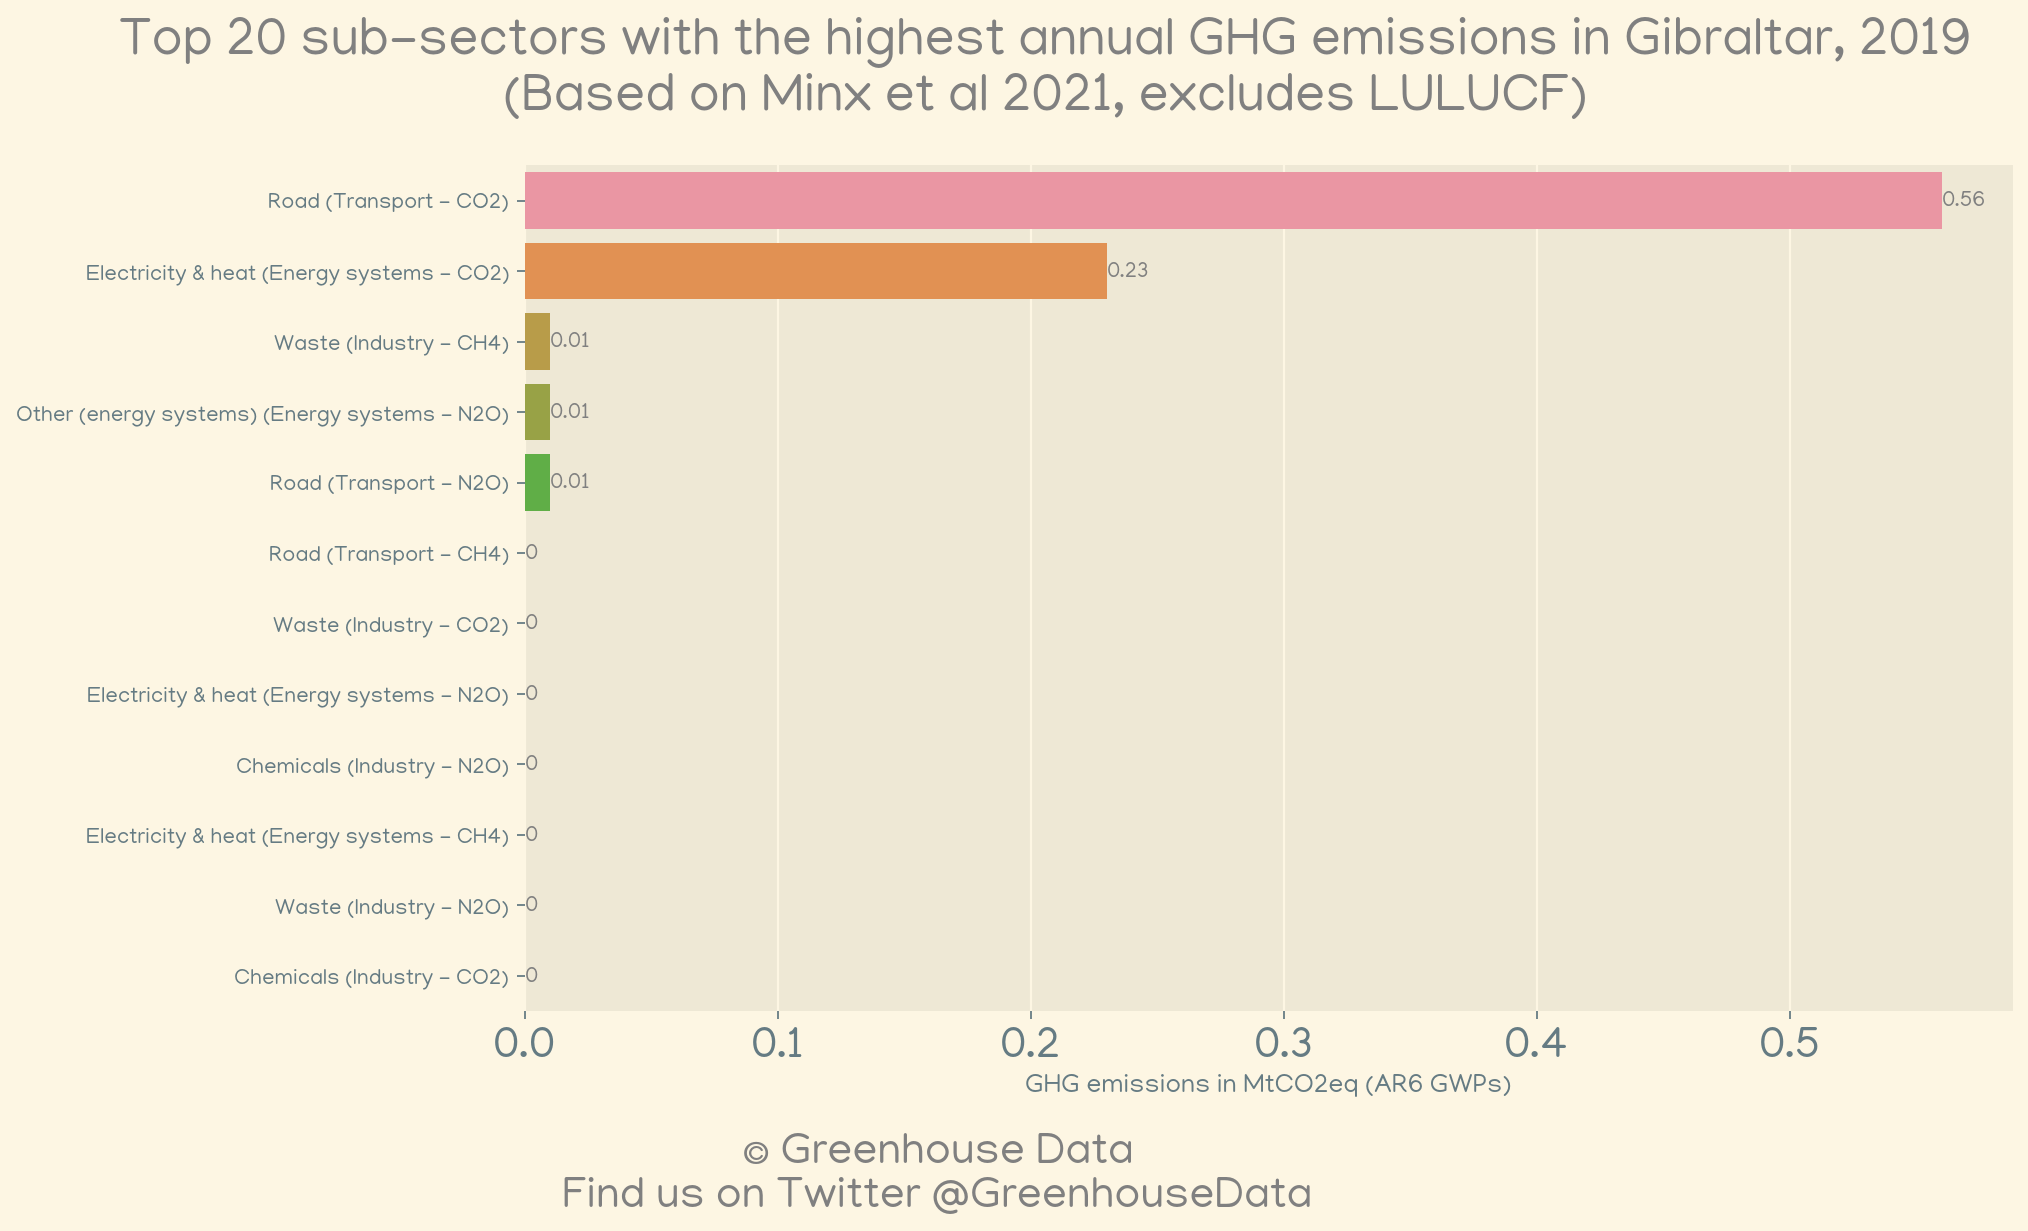 Top 20 sub-sectors with the highest annual GHG emissions in Gibraltar, 2019
(Based on Minx et al 2021, excludes LULUCF)
Road (Transport - CO2) 0.56
Electricity & heat (Energy systems - CO2) 0.23
Waste (Industry - CH4) 0.01
Other (energy systems) (Energy systems - N2O) 0.01
Road (Transport - N2O) 0.01
Road (Transport - CH4) 0
Waste (Industry - CO2) 0
Electricity & heat (Energy systems - N2O) 0
Chemicals (Industry - N2O) 0
Electricity & heat (Energy systems - CH4) 0
Waste (Industry - N2O) 0
Chemicals (Industry - CO2) 0
0.0 0.1 0.2 0.3 0.4 0.5
GHG emissions in MtCO2eq (AR6 GWPs)
© Greenhouse Data
Find us on Twitter @GreenhouseData